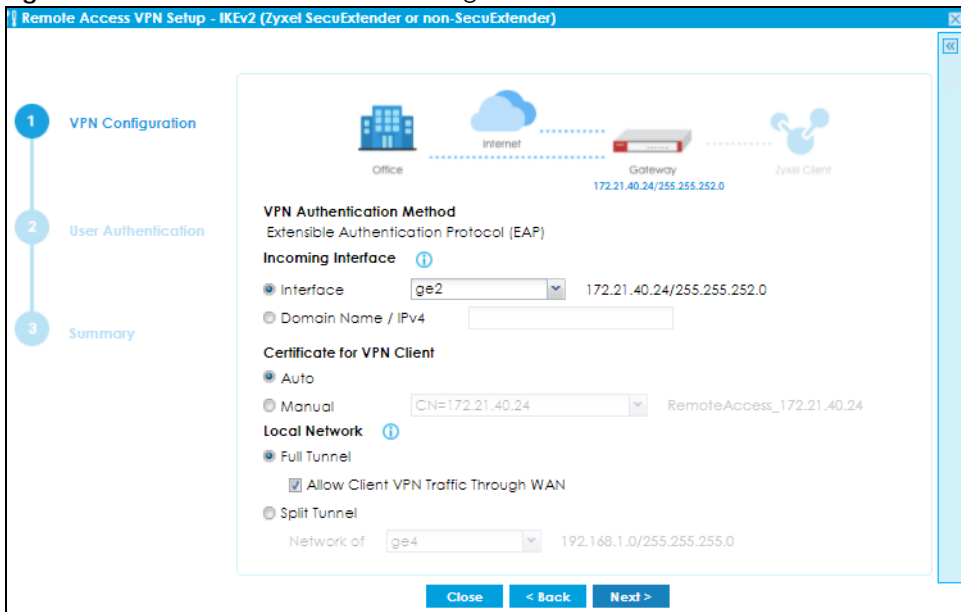 Remote Access VPN Setup - IKEv2 (Zyxel SecuExtender or non-SecuExtender)
1 VPN Configuration
2 User Authentication
3 Summary
Office
Internet
Gateway
172.21.40.24/255.255.252.0
Zyxel Client
VPN Authentication Method
Extensible Authentication Protocol (EAP)
Incoming Interface
Interface ge2 172.21.40.24/255.255.252.0
Domain Name / IPv4
Certificate for VPN Client
Auto
Manual CN=172.21.40.24 RemoteAccess_172.21.40.24
Local Network
Full Tunnel
Allow Client VPN Traffic Through WAN
Split Tunnel
Network of ge4 192.168.1.0/255.255.255.0
Close < Back Next >